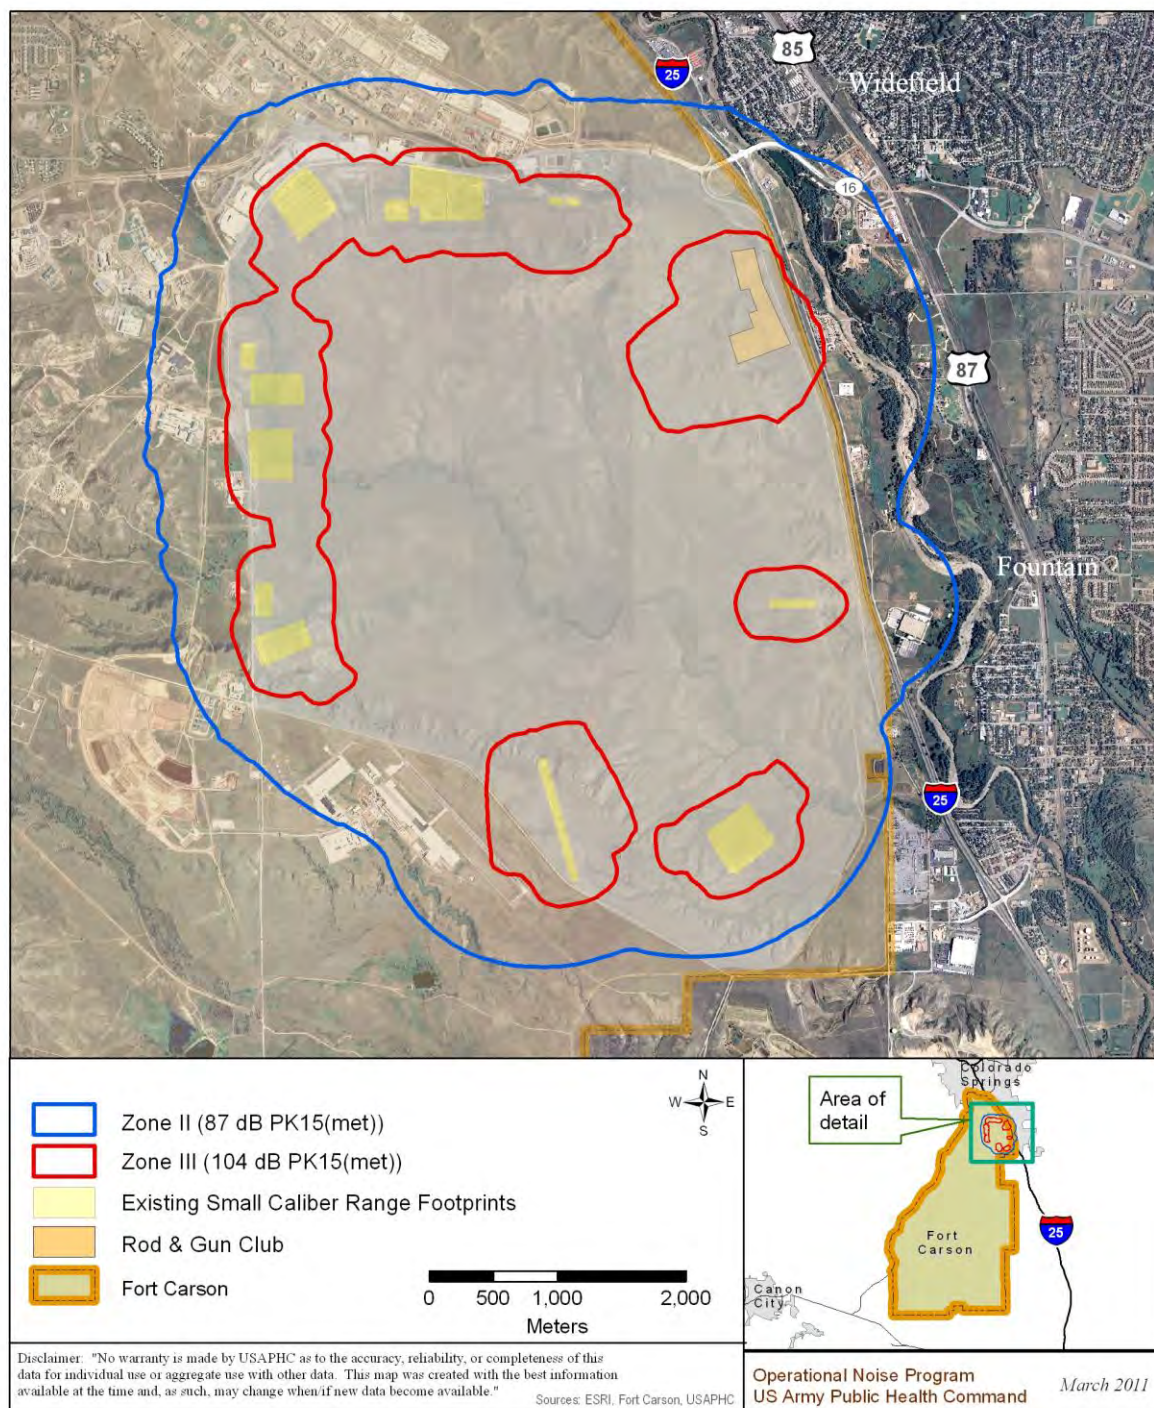 85
25
Widefield
16
87
Fountain
25
Zone II (87 dB PK15(met))
Zone III (104 dB PK15(met))
Existing Small Caliber Range Footprints
Rod & Gun Club
Fort Carson
N
W E
S
0 500 1,000 2,000
Meters
Colorado
Springs
Area of
detail
Fort
Carson
25
Canon
City
Disclaimer: "No warranty is made by USAPHC as to the accuracy, reliability, or completeness of this
data for individual use or aggregate use with other data. This map was created with the best information
available at the time and, as such, may change when/if new data become available."
Sources: ESRI, Fort Carson, USAPHC
Operational Noise Program
US Army Public Health Command
March 2011